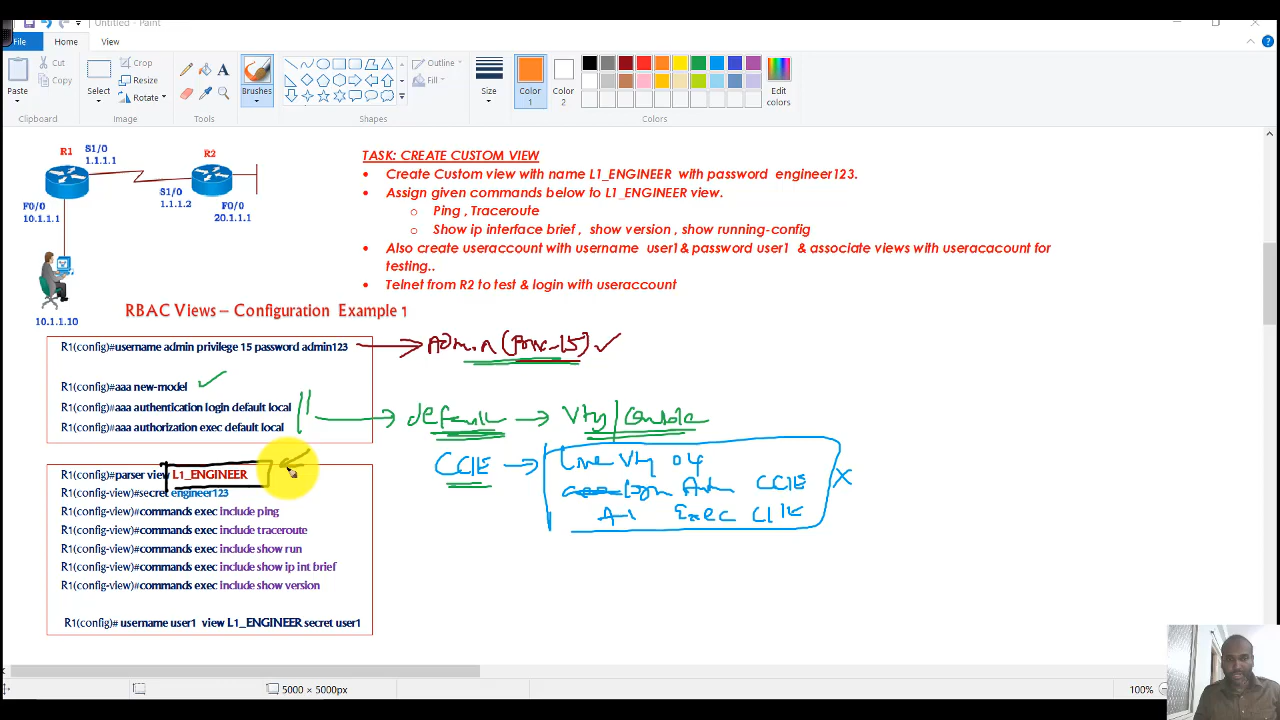 Untitled - Paint
File Home View
Cut
Copy
Paste
Crop
Resize
Rotate
Select
Brushes
Outline
Fill
Size
Color 1
Color 2
Edit colors
Clipboard Image Tools Shapes Colors
R1 S1/0 1.1.1.1
R2
S1/0 1.1.1.2
F0/0 10.1.1.1
F0/0 20.1.1.1
10.1.1.10
TASK: CREATE CUSTOM VIEW
• Create Custom view with name L1_ENGINEER with password engineer123.
• Assign given commands below to L1_ENGINEER view.
o Ping , Traceroute
o Show ip interface brief , show version , show running-config
• Also create useraccount with username user1& password user1 & associate views with useracacount for
testing..
• Telnet from R2 to test & login with useraccount
RBAC Views – Configuration Example 1
R1(config)#username admin privilege 15 password admin123
R1(config)#aaa new-model
R1(config)#aaa authentication login default local
R1(config)#aaa authorization exec default local
default → Vty/Console
CCIE → Line Vty 0 4
CCIE
Exec CCIE
R1(config)#parser view L1_ENGINEER
R1(config-view)#secret engineer123
R1(config-view)#commands exec include ping
R1(config-view)#commands exec include traceroute
R1(config-view)#commands exec include show run
R1(config-view)#commands exec include show ip int brief
R1(config-view)#commands exec include show version
R1(config)# username user1 view L1_ENGINEER secret user1
5000 × 5000px
100%